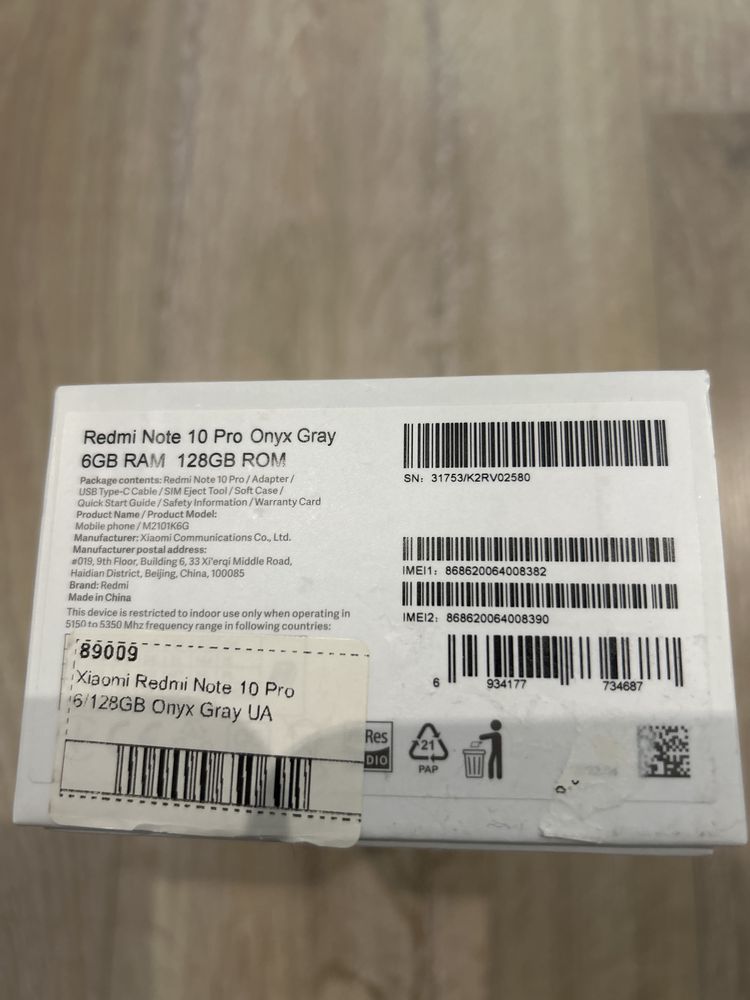 Redmi Note 10 Pro Onyx Gray
6GB RAM 128GB ROM
Package contents: Redmi Note 10 Pro / Adapter /
USB Type-C Cable / SIM Eject Tool / Soft Case /
Quick Start Guide / Safety Information / Warranty Card
Product Name / Product Model:
Mobile phone / M2101K6G
Manufacturer: Xiaomi Communications Co., Ltd.
Manufacturer postal address:
#019, 9th Floor, Building 6, 33 Xi'erqi Middle Road,
Haidian District, Beijing, China, 100085
Brand: Redmi
Made in China
This device is restricted to indoor use only when operating in
5150 to 5350 Mhz frequency range in following countries:
89009
Xiaomi Redmi Note 10 Pro
6/128GB Onyx Gray UA
SN: 31753/K2RV02580
IMEI1: 868620064008382
IMEI2: 868620064008390
6 934177 734687
Res
DIO
21
PAP